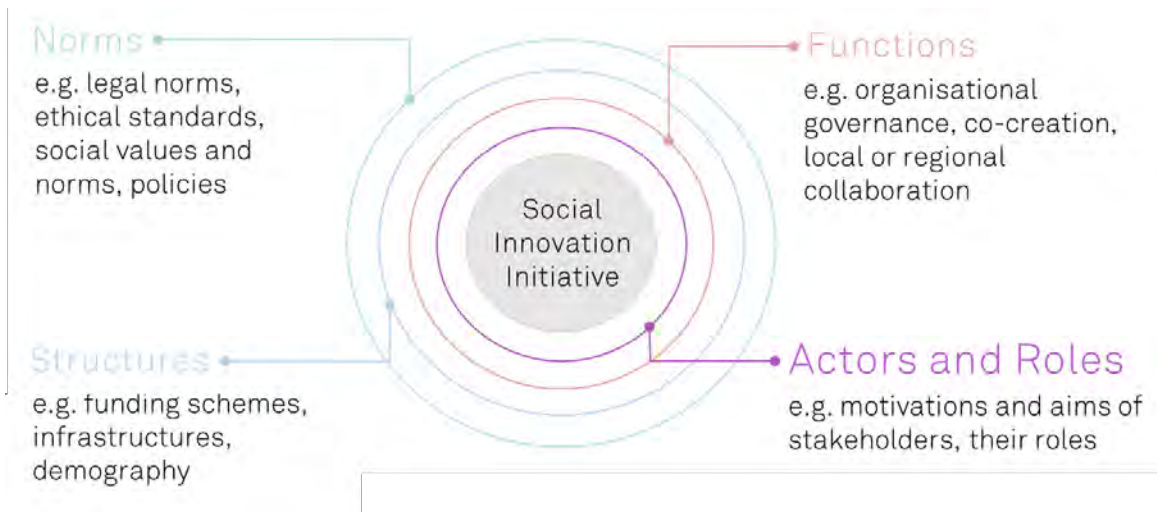 Norms
e.g. legal norms,
ethical standards,
social values and
norms, policies
Functions
e.g. organisational
governance, co-creation,
local or regional
collaboration
Social
Innovation
Initiative
Structures
e.g. funding schemes,
infrastructures,
demography
Actors and Roles
e.g. motivations and aims of
stakeholders, their roles